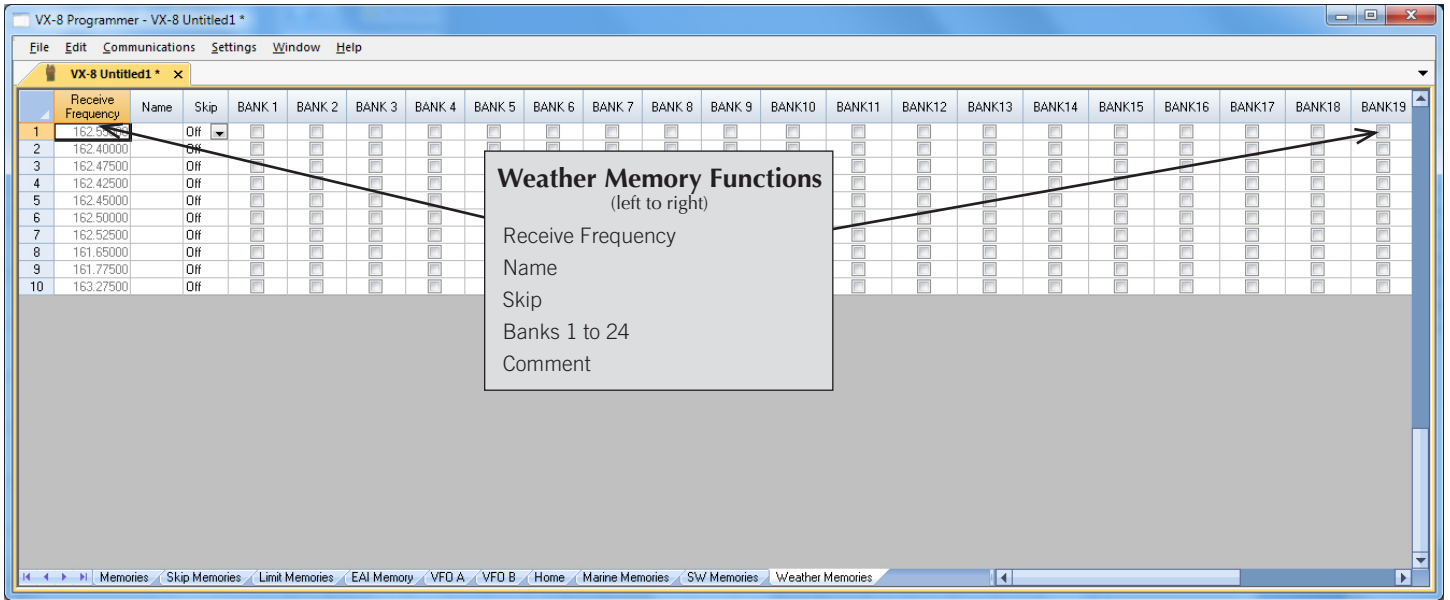 VX-8 Programmer - VX-8 Untitled1 *
File Edit Communications Settings Window Help
VX-8 Untitled1 * x
Receive Frequency Name Skip BANK 1 BANK 2 BANK 3 BANK 4 BANK 5 BANK 6 BANK 7 BANK 8 BANK 9 BANK10 BANK11 BANK12 BANK13 BANK14 BANK15 BANK16 BANK17 BANK18 BANK19
1 Off
2 162.40000 Off
3 162.47500 Off
4 162.42500 Off
5 162.45000 Off
6 162.50000 Off
7 162.52500 Off
8 161.65000 Off
9 161.77500 Off
10 163.27500 Off
Weather Memory Functions
(left to right)
Receive Frequency
Name
Skip
Banks 1 to 24
Comment
Memories Skip Memories Limit Memories EAI Memory VFO A VFO B Home Marine Memories SW Memories Weather Memories